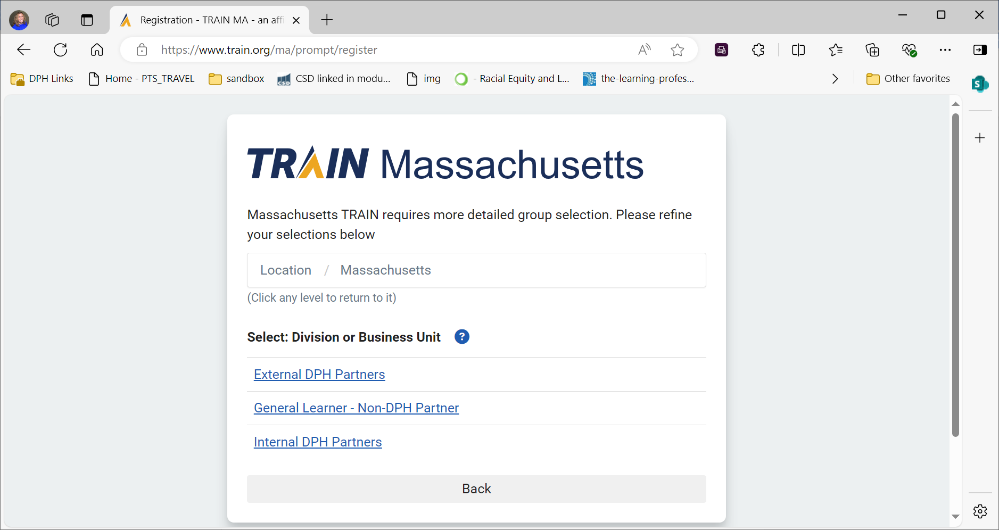 Registration - TRAIN MA - an affi
https://www.train.org/ma/prompt/register
DPH Links
Home - PTS_TRAVEL
sandbox
CSD linked in modu...
img
- Racial Equity and L...
the-learning-profes...
Other favorites
TRAIN Massachusetts
Massachusetts TRAIN requires more detailed group selection. Please refine
your selections below
Location / Massachusetts
(Click any level to return to it)
Select: Division or Business Unit ?
External DPH Partners
General Learner - Non-DPH Partner
Internal DPH Partners
Back